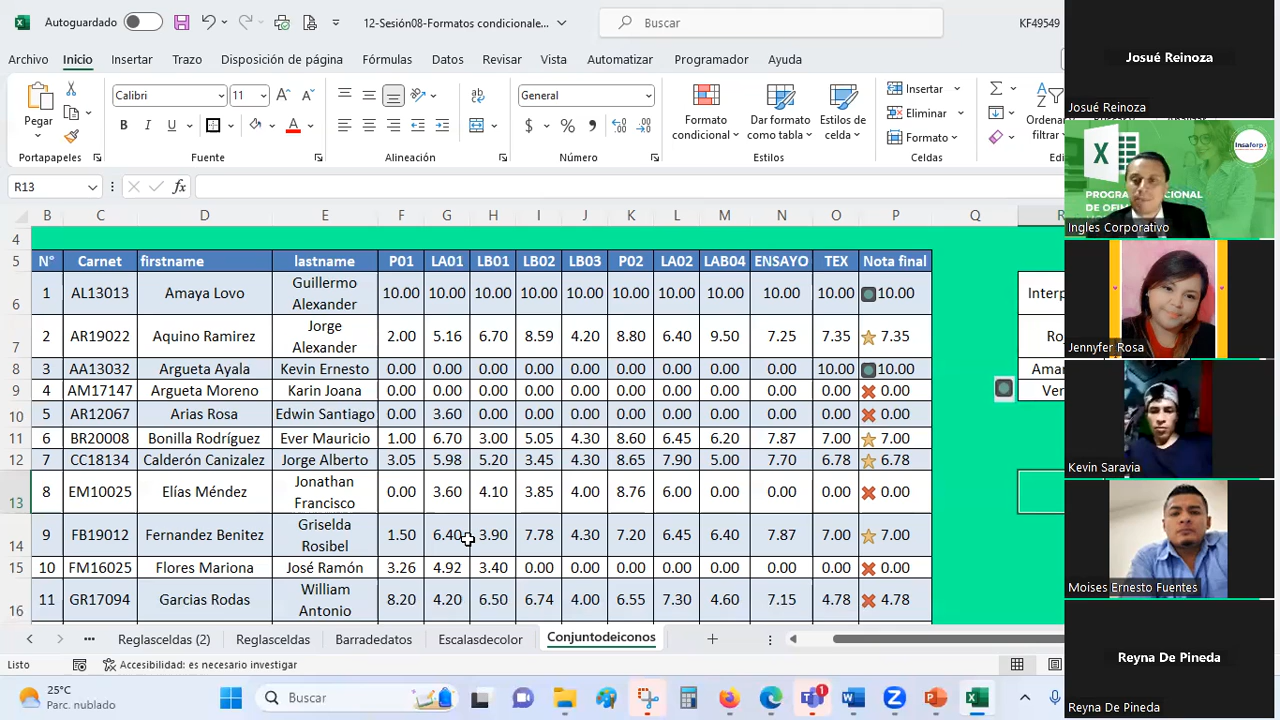 Autoguardado 12-Sesión08-Formatos condicionale... Buscar KF49549
Archivo Inicio Insertar Trazo Disposición de página Fórmulas Datos Revisar Vista Automatizar Programador Ayuda
Pegar
Calibri 11
General
Formato condicional
Dar formato como tabla
Estilos de celda
Insertar
Eliminar
Formato
Portapapeles Fuente Alineación Número Estilos Celdas
R13 fx
B C D E F G H I J K L M N O P Q
4
5 N° Carnet firstname lastname P01 LA01 LB01 LB02 LB03 P02 LA02 LAB04 ENSAYO TEX Nota final
6 1 AL13013 Amaya Lovo Guillermo Alexander 10.00 10.00 10.00 10.00 10.00 10.00 10.00 10.00 10.00 10.00 10.00
7 2 AR19022 Aquino Ramirez Jorge Alexander 2.00 5.16 6.70 8.59 4.20 8.80 6.40 9.50 7.25 7.35 7.35
8 3 AA13032 Argueta Ayala Kevin Ernesto 0.00 0.00 0.00 0.00 0.00 0.00 0.00 0.00 0.00 10.00 10.00
9 4 AM17147 Argueta Moreno Karin Joana 0.00 0.00 0.00 0.00 0.00 0.00 0.00 0.00 0.00 0.00 0.00
10 5 AR12067 Arias Rosa Edwin Santiago 0.00 3.60 0.00 0.00 0.00 0.00 0.00 0.00 0.00 0.00 0.00
11 6 BR20008 Bonilla Rodríguez Ever Mauricio 1.00 6.70 3.00 5.05 4.30 8.60 6.45 6.20 7.87 7.00 7.00
12 7 CC18134 Calderón Canizalez Jorge Alberto 3.05 5.98 5.20 3.45 4.30 8.65 7.90 5.00 7.70 6.78 6.78
13 8 EM10025 Elías Méndez Jonathan Francisco 0.00 3.60 4.10 3.85 4.00 8.76 6.00 0.00 0.00 0.00 0.00
14 9 FB19012 Fernandez Benitez Griselda Rosibel 1.50 6.40 3.90 7.78 4.30 7.20 6.45 6.40 7.87 7.00 7.00
15 10 FM16025 Flores Mariona José Ramón 3.26 4.92 3.40 0.00 0.00 0.00 0.00 0.00 0.00 0.00 0.00
16 11 GR17094 Garcias Rodas William Antonio 8.20 4.20 3.50 6.74 4.00 6.55 7.30 4.60 7.15 4.78 4.78
Reglasceldas (2) Reglasceldas Barradedatos Escalasdecolor Conjuntodeiconos
Listo Accesibilidad: es necesario investigar
25°C
Parc. nublado
Buscar
1
Josué Reinoza
Josué Reinoza
Insaforp
DE OFI
Ingles Corporativo
Jennyfer Rosa
Kevin Saravia
Moises Ernesto Fuentes
Reyna De Pineda
Reyna De Pineda